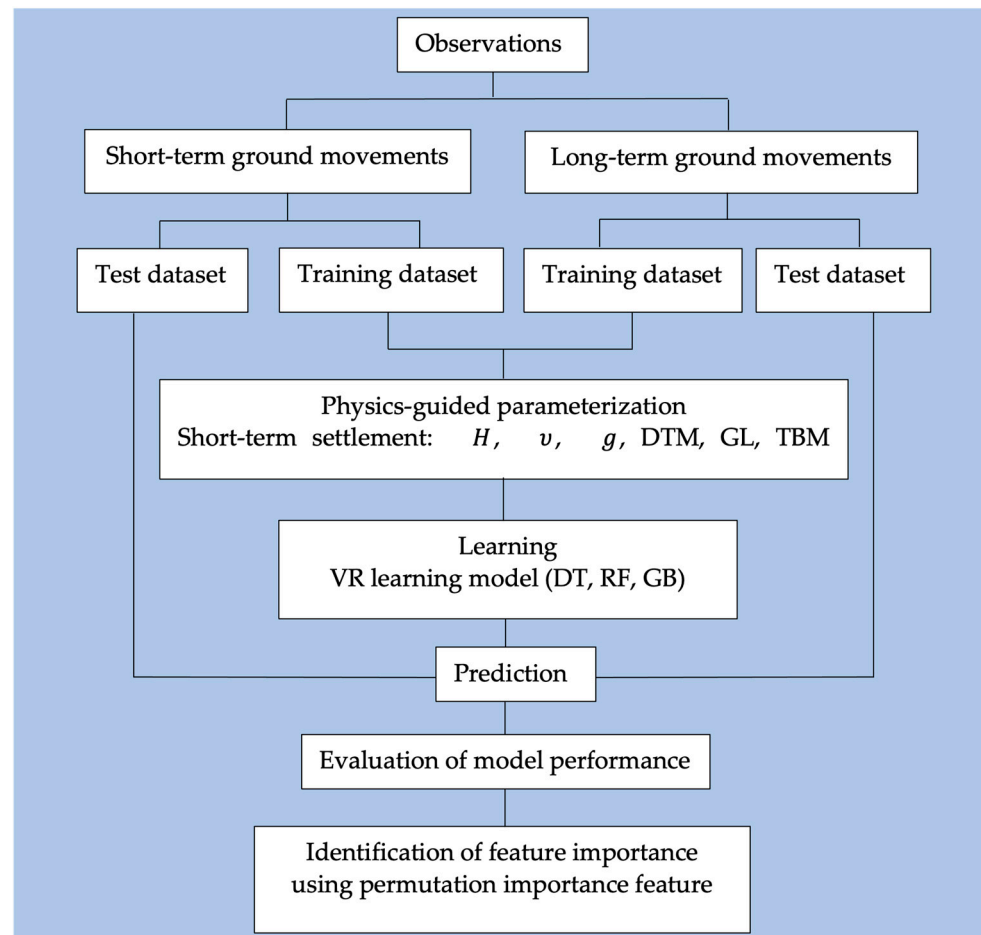 Observations
Short-term ground movements
Long-term ground movements
Test dataset
Training dataset
Training dataset
Test dataset
Physics-guided parameterization
Short-term settlement: H, υ, g, DTM, GL, TBM
Learning
VR learning model (DT, RF, GB)
Prediction
Evaluation of model performance
Identification of feature importance
using permutation importance feature